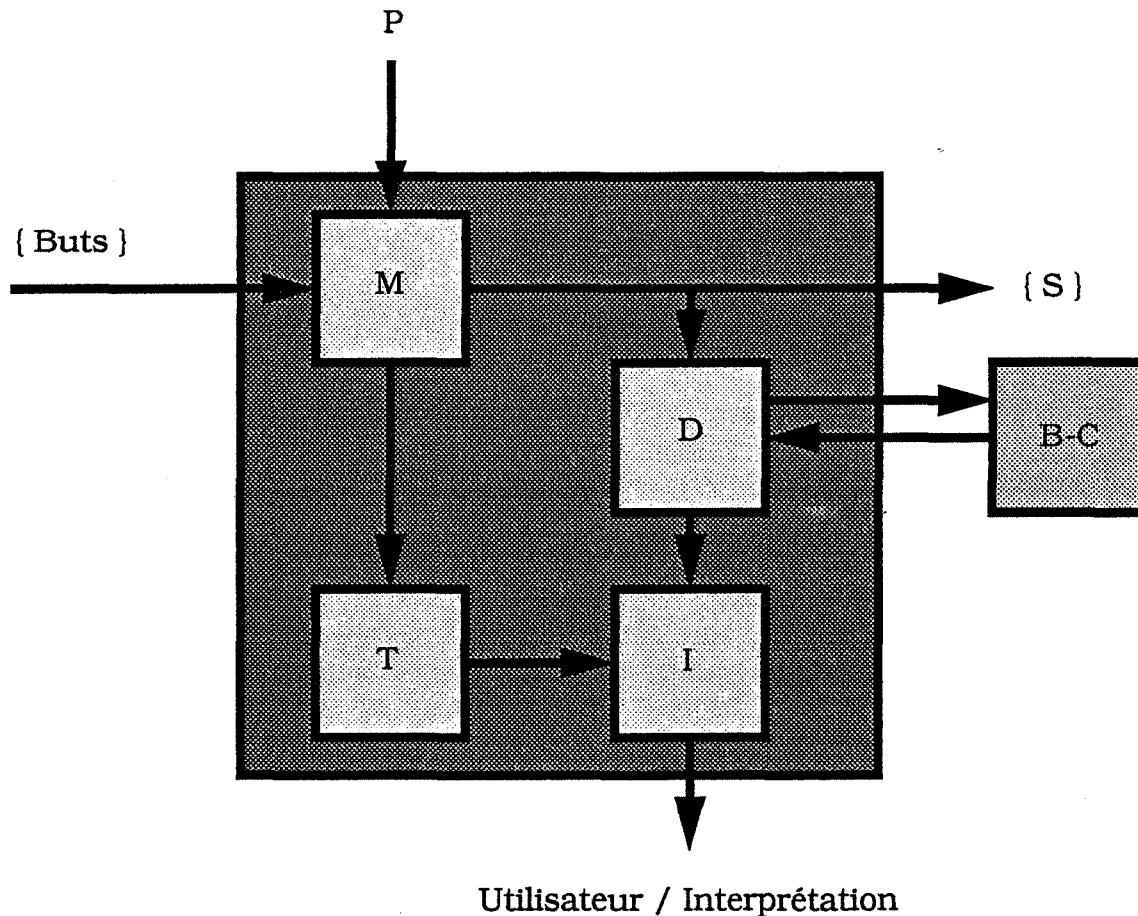 P
{ Buts }
M
{ S }
D
B-C
T
I
Utilisateur / Interprétation